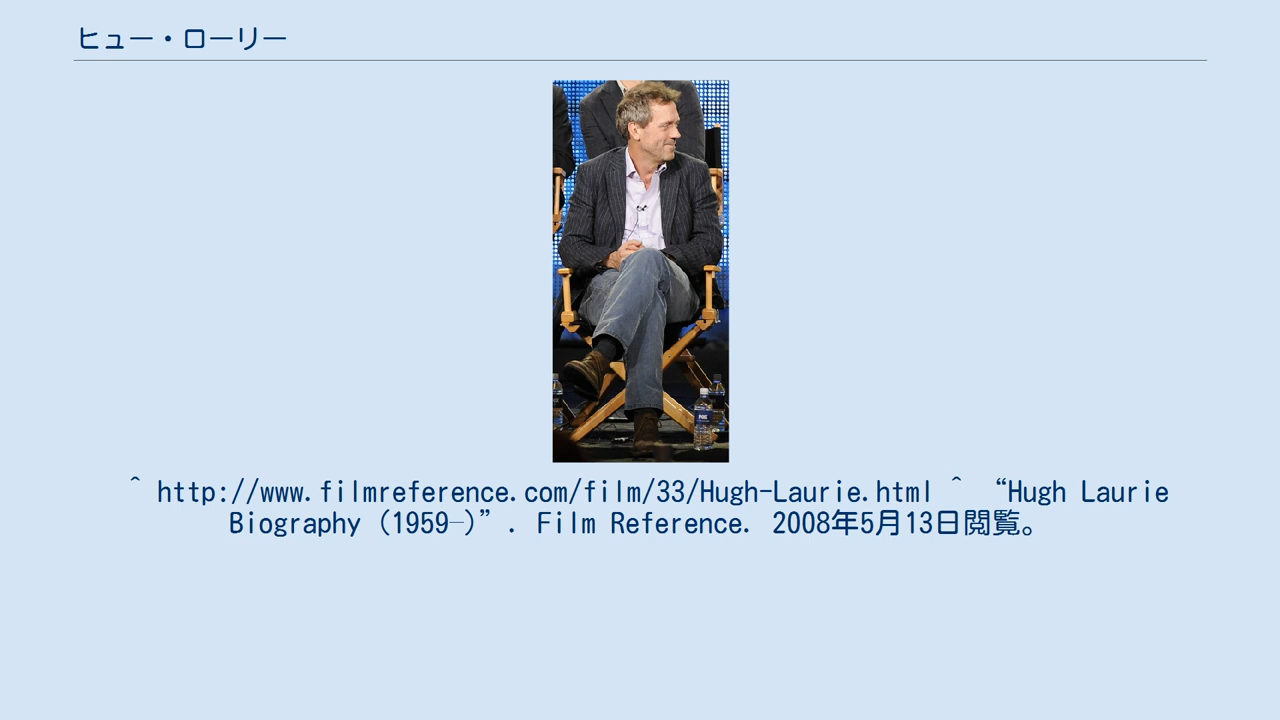 ヒュー・ローリー
^ http://www.filmreference.com/film/33/Hugh-Laurie.html ^ “Hugh Laurie
Biography (1959–)”. Film Reference. 2008年5月13日閲覧。